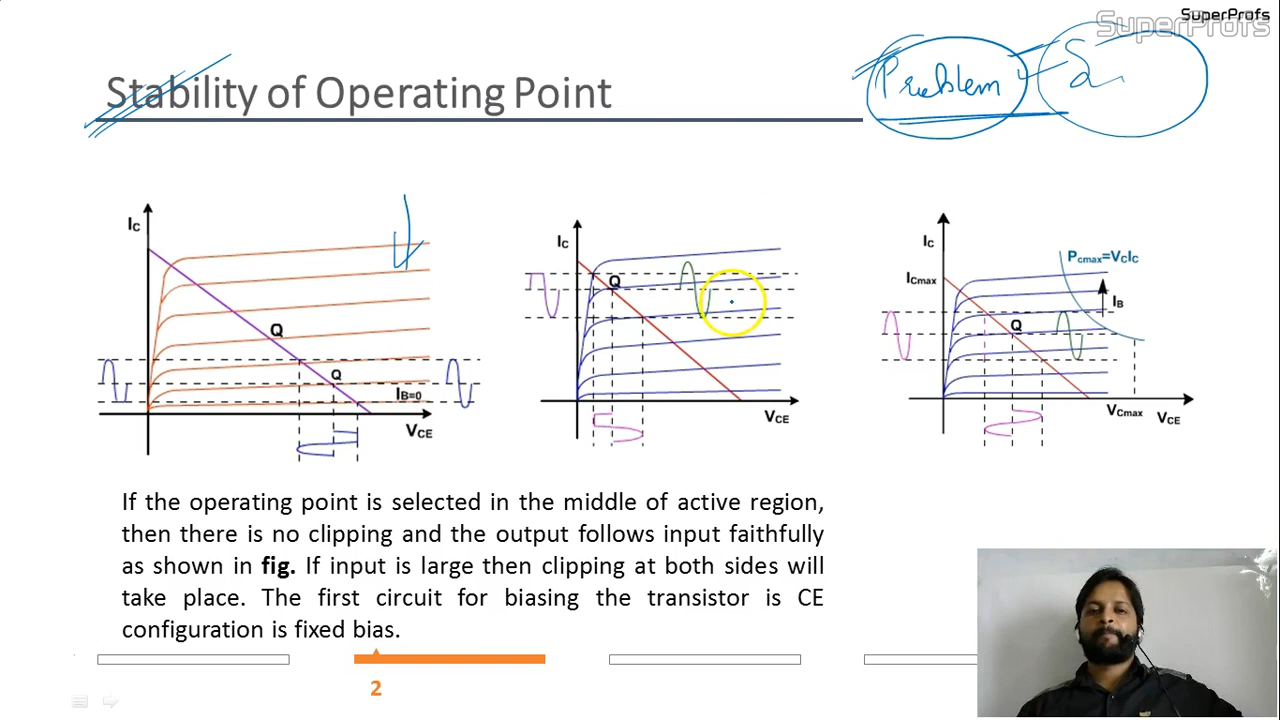 SuperProfs
SuperProfs
Problem
Stability of Operating Point
IC
Q
Q
IB=0
VCE
IC
Q
VCE
IC
ICmax
Pcmax=VCIC
IB
Q
VCmax
VCE
If the operating point is selected in the middle of active region,
then there is no clipping and the output follows input faithfully
as shown in fig. If input is large then clipping at both sides will
take place. The first circuit for biasing the transistor is CE
configuration is fixed bias.
2